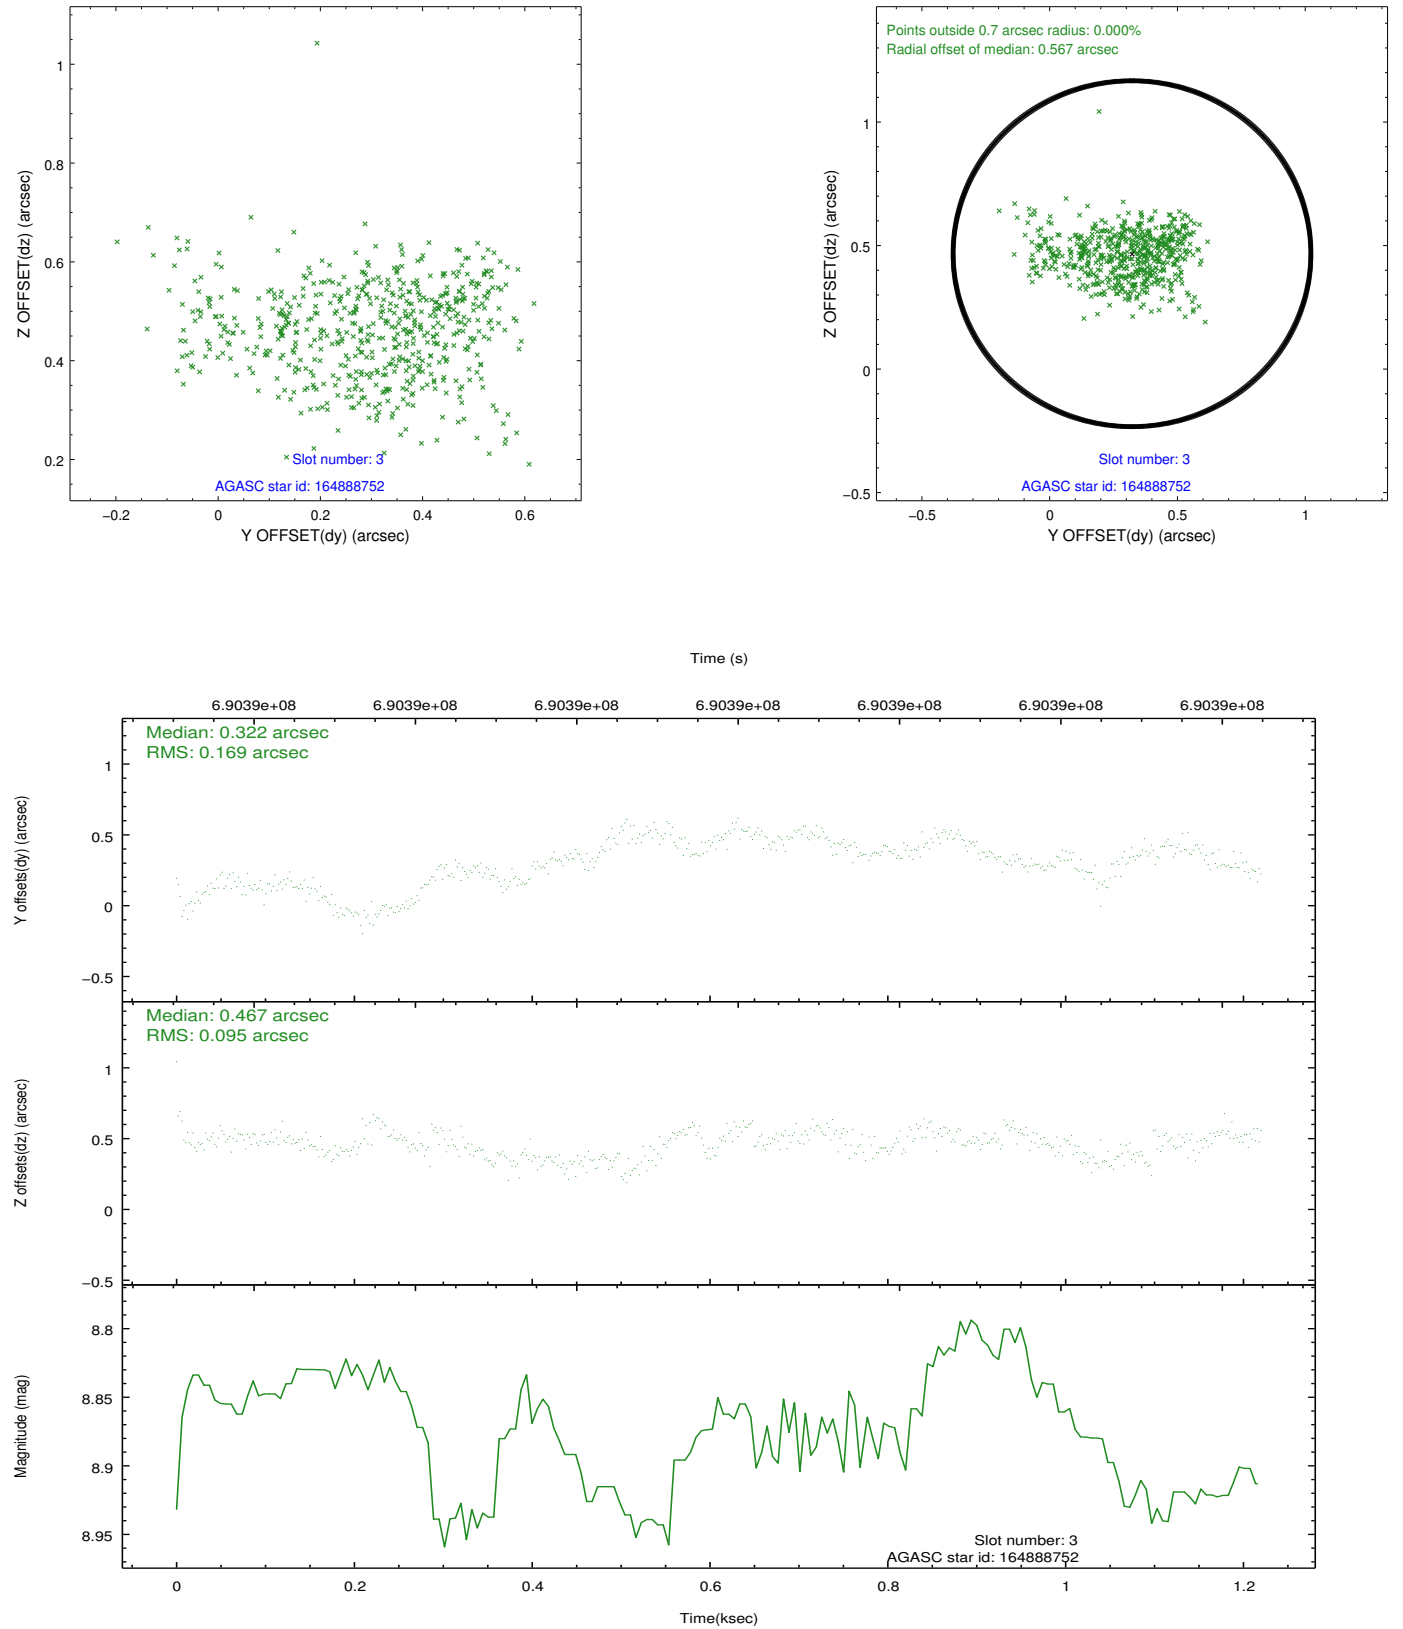 1
0.8
0.6
0.4
0.2
Z OFFSET(dz) (arcsec)
Slot number: 3
AGASC star id: 164888752
−0.2
0
0.2
0.4
0.6
Y OFFSET(dy) (arcsec)
Points outside 0.7 arcsec radius: 0.000%
Radial offset of median: 0.567 arcsec
1
0.5
0
−0.5
Z OFFSET(dz) (arcsec)
Slot number: 3
AGASC star id: 164888752
−0.5
0
0.5
1
Y OFFSET(dy) (arcsec)
Time (s)
6.9039e+08
6.9039e+08
6.9039e+08
6.9039e+08
6.9039e+08
6.9039e+08
6.9039e+08
Median: 0.322 arcsec
RMS: 0.169 arcsec
1
0.5
0
−0.5
Y offsets(dy) (arcsec)
Median: 0.467 arcsec
RMS: 0.095 arcsec
1
0.5
0
−0.5
Z offsets(dz) (arcsec)
8.8
8.85
8.9
8.95
Magnitude (mag)
Slot number: 3
AGASC star id: 164888752
0
0.2
0.4
0.6
0.8
1
1.2
Time(ksec)